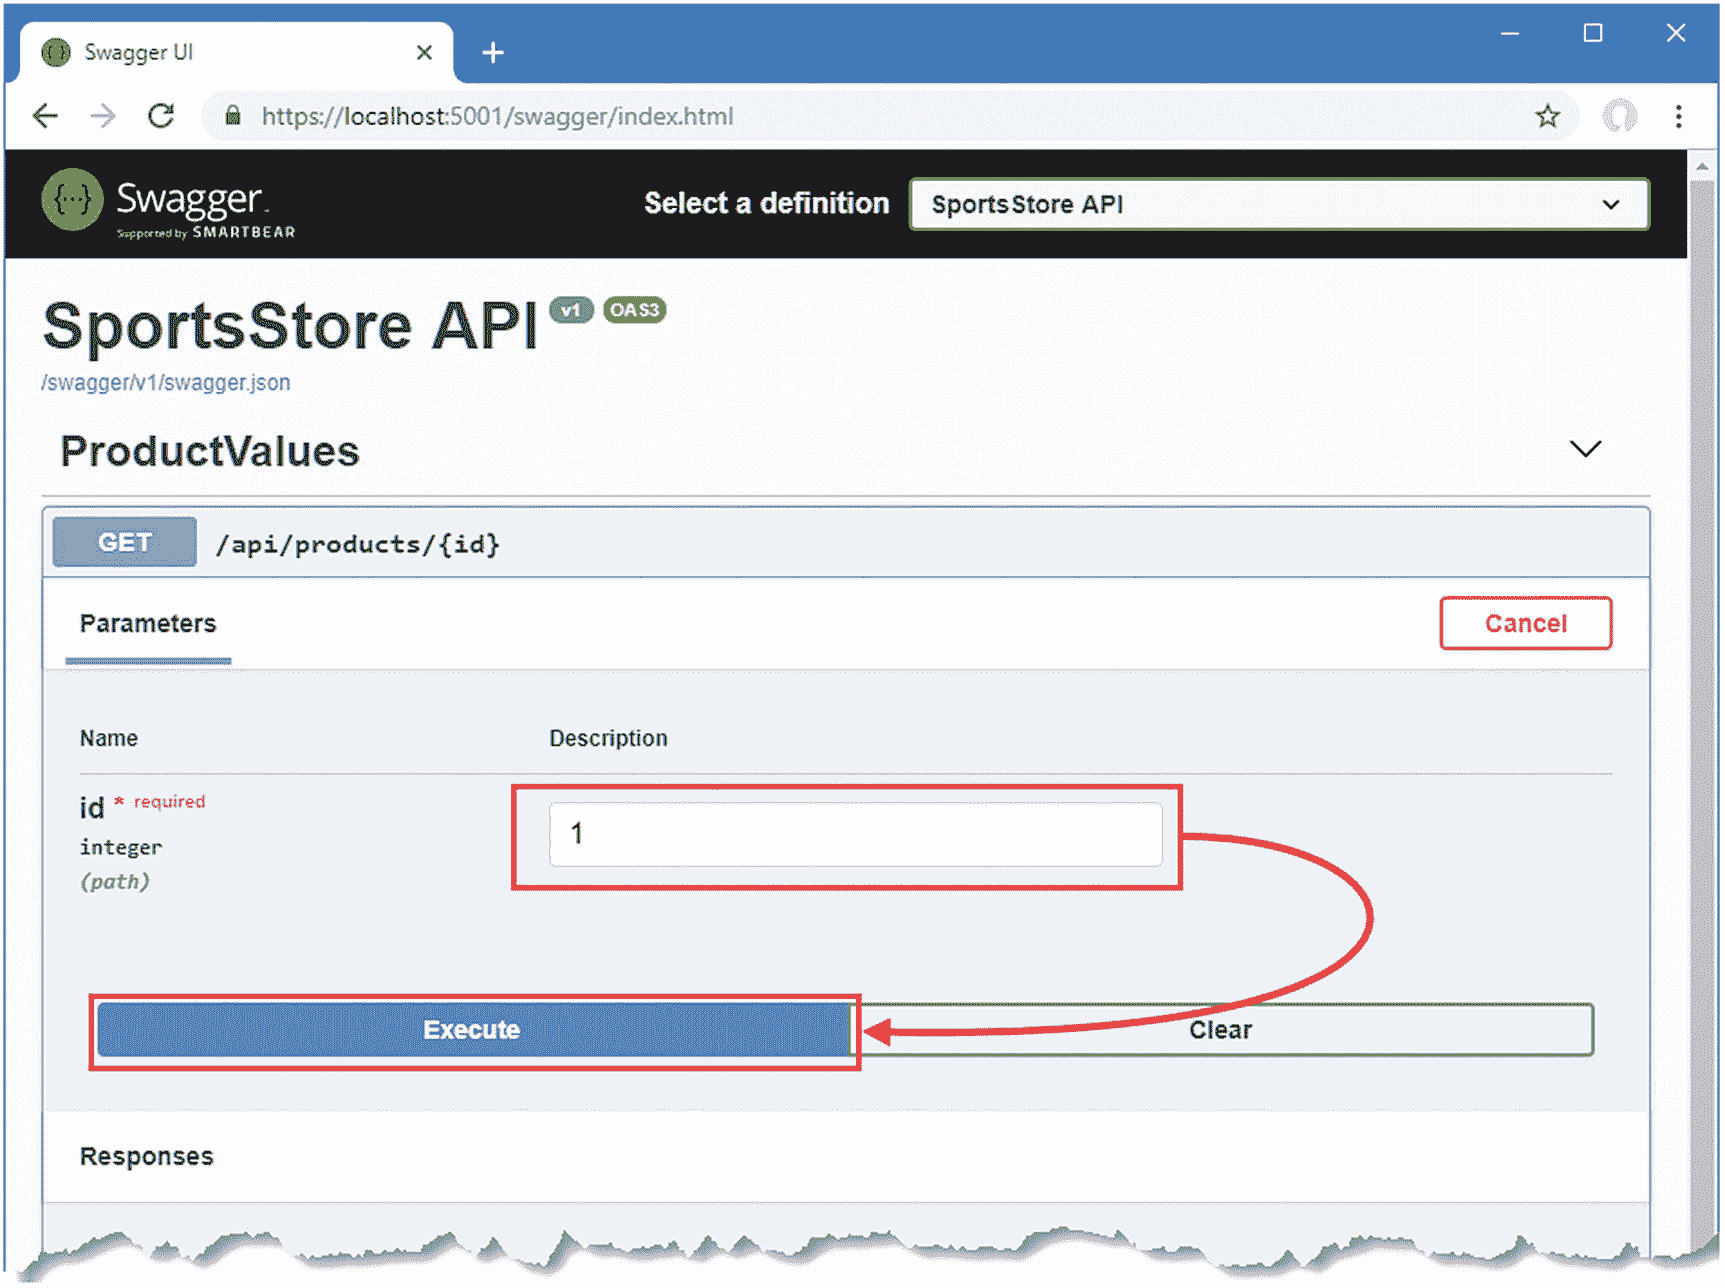 Swagger UI
https://localhost:5001/swagger/index.html
Swagger
Supported by SMARTBEAR
Select a definition
SportsStore API
SportsStore API v1 OAS3
/swagger/v1/swagger.json
ProductValues
GET /api/products/{id}
Parameters
Cancel
Name Description
id * required
integer
(path)
1
Execute
Clear
Responses